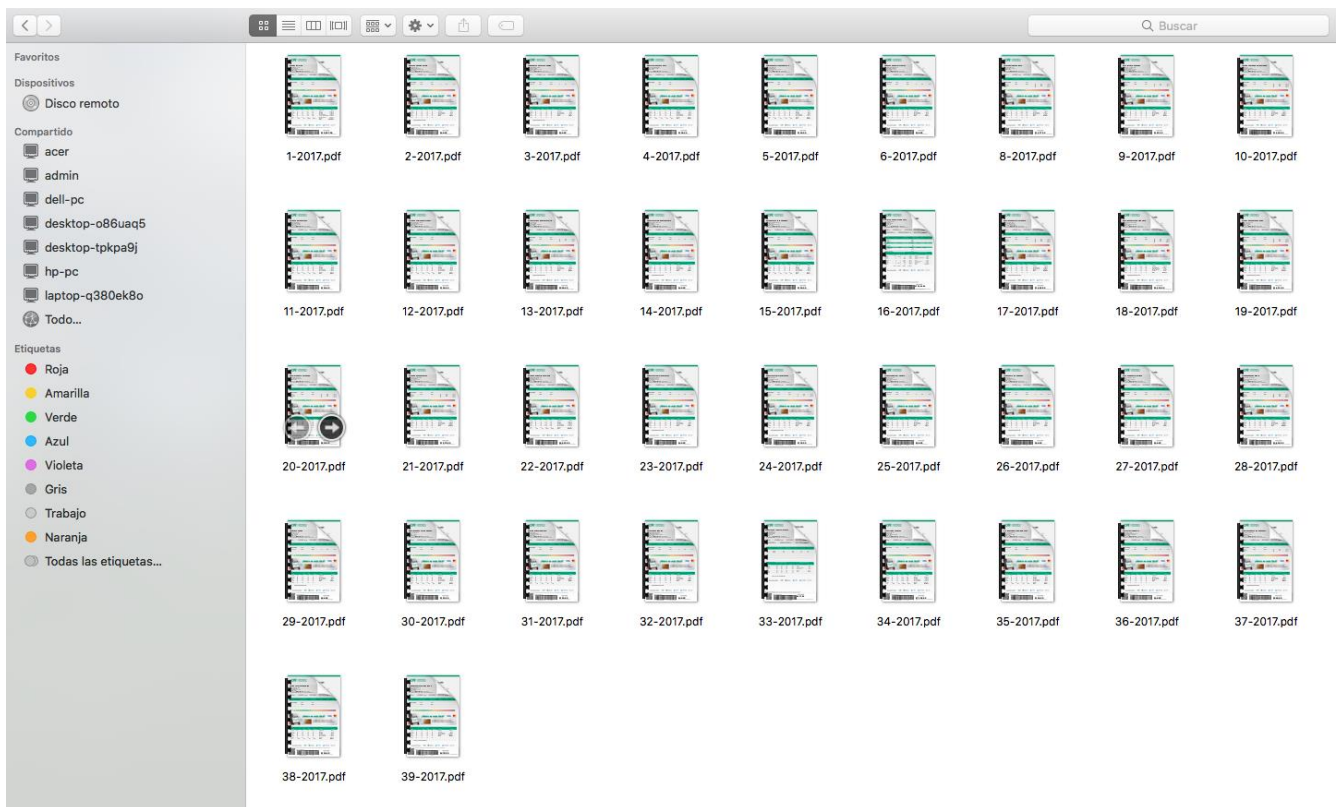 Buscar
Favoritos
Dispositivos
Disco remoto
Compartido
acer
admin
dell-pc
desktop-o86uaq5
desktop-tpkpa9j
hp-pc
laptop-q380ek8o
Todo...
Etiquetas
Roja
Amarilla
Verde
Azul
Violeta
Gris
Trabajo
Naranja
Todas las etiquetas...
1-2017.pdf 2-2017.pdf 3-2017.pdf 4-2017.pdf 5-2017.pdf 6-2017.pdf 8-2017.pdf 9-2017.pdf 10-2017.pdf
11-2017.pdf 12-2017.pdf 13-2017.pdf 14-2017.pdf 15-2017.pdf 16-2017.pdf 17-2017.pdf 18-2017.pdf 19-2017.pdf
20-2017.pdf 21-2017.pdf 22-2017.pdf 23-2017.pdf 24-2017.pdf 25-2017.pdf 26-2017.pdf 27-2017.pdf 28-2017.pdf
29-2017.pdf 30-2017.pdf 31-2017.pdf 32-2017.pdf 33-2017.pdf 34-2017.pdf 35-2017.pdf 36-2017.pdf 37-2017.pdf
38-2017.pdf 39-2017.pdf